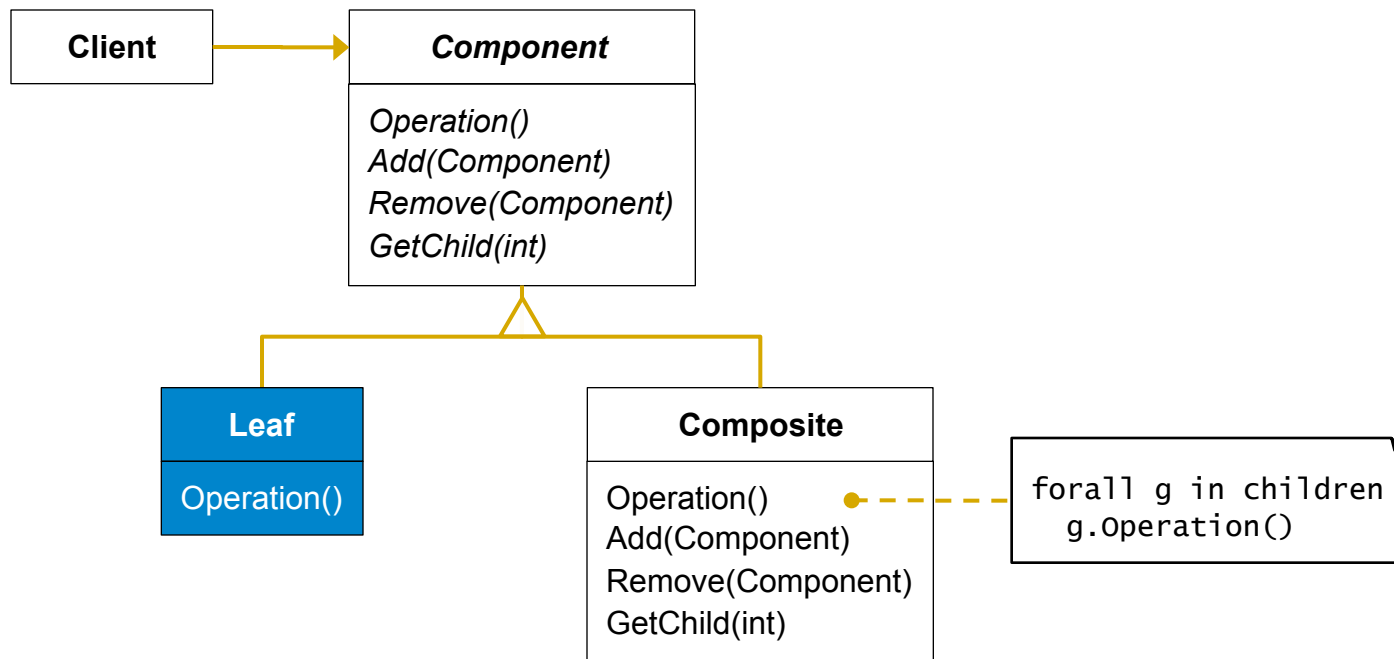 Client
Component
Operation()
Add(Component)
Remove(Component)
GetChild(int)
Leaf
Operation()
Composite
Operation()
Add(Component)
Remove(Component)
GetChild(int)
forall g in children
g.Operation()